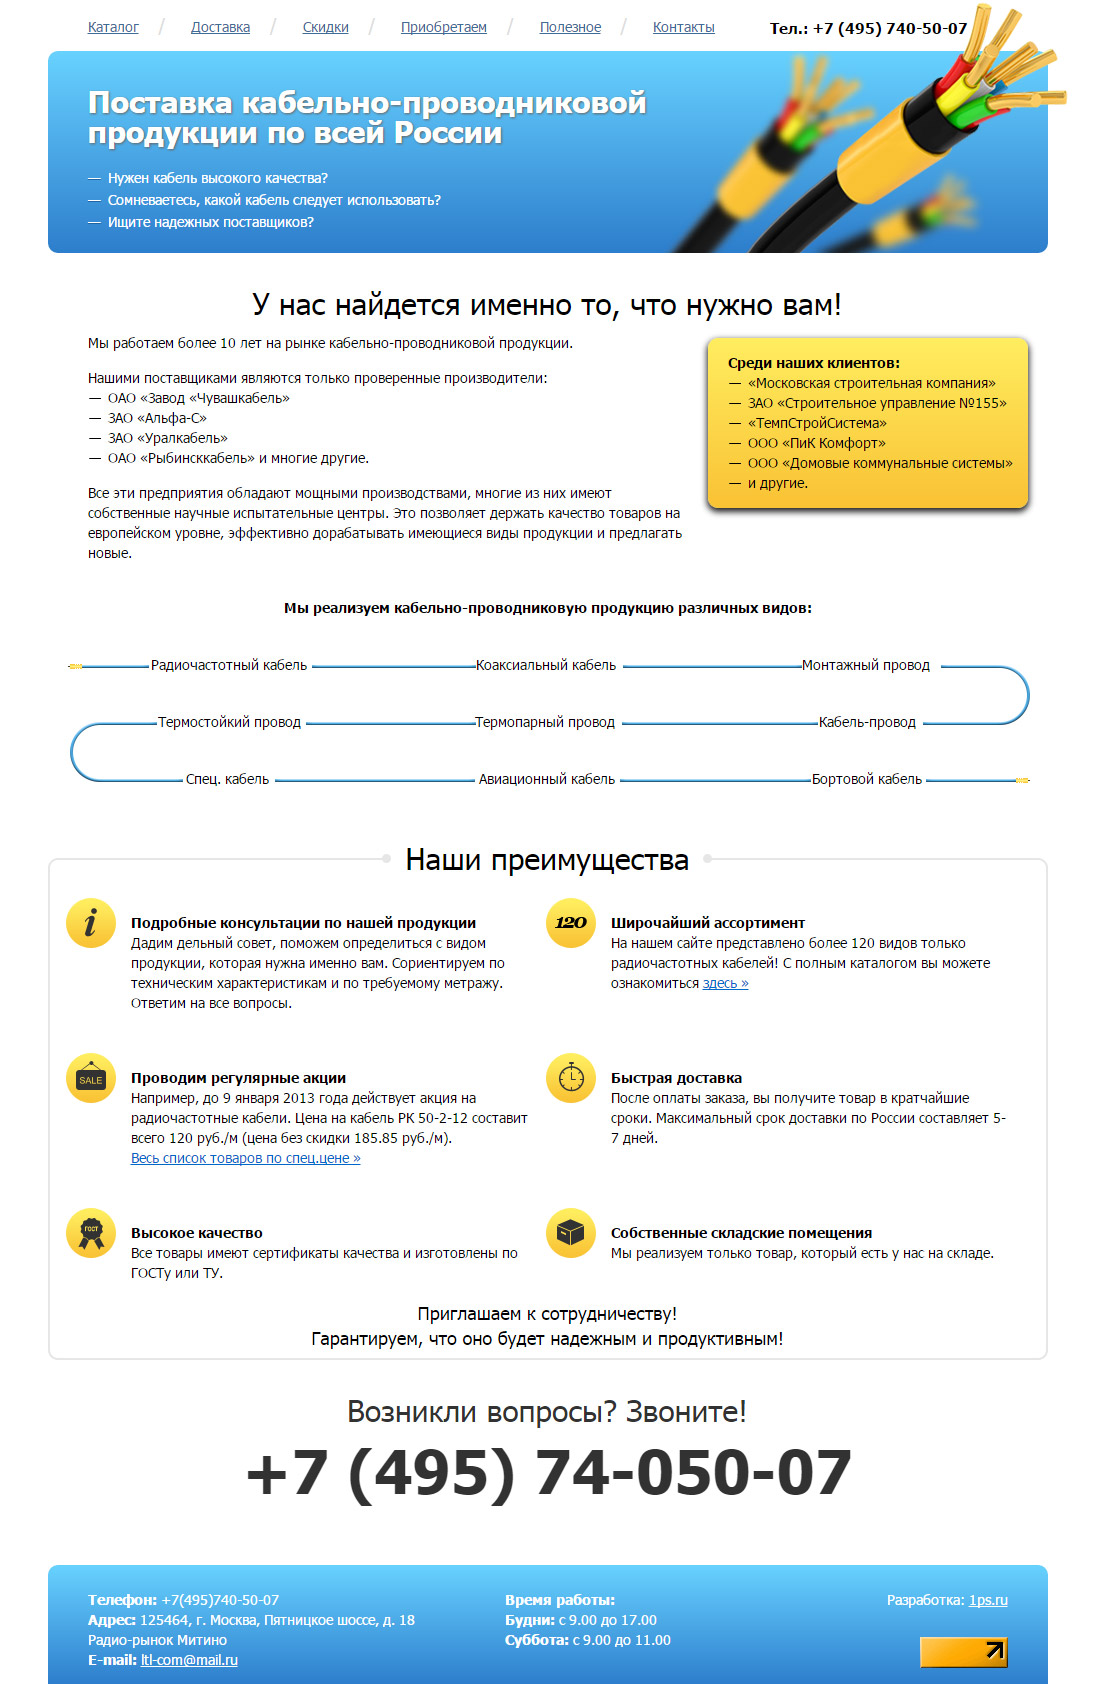 Каталог / Доставка / Скидки / Приобретаем / Полезное / Контакты Тел.: +7 (495) 740-50-07
Поставка кабельно-проводниковой
продукции по всей России
— Нужен кабель высокого качества?
— Сомневаетесь, какой кабель следует использовать?
— Ищите надежных поставщиков?
У нас найдется именно то, что нужно вам!
Мы работаем более 10 лет на рынке кабельно-проводниковой продукции.
Нашими поставщиками являются только проверенные производители:
— ОАО «Завод «Чувашкабель»
— ЗАО «Альфа-С»
— ЗАО «Уралкабель»
— ОАО «Рыбинсккабель» и многие другие.
Все эти предприятия обладают мощными производствами, многие из них имеют
собственные научные испытательные центры. Это позволяет держать качество товаров на
европейском уровне, эффективно дорабатывать имеющиеся виды продукции и предлагать
новые.
Среди наших клиентов:
— «Московская строительная компания»
— ЗАО «Строительное управление №155»
— «ТемпСтройСистема»
— ООО «ПиК Комфорт»
— ООО «Домовые коммунальные системы»
— и другие.
Мы реализуем кабельно-проводниковую продукцию различных видов:
Радиочастотный кабель Коаксиальный кабель Монтажный провод
Термостойкий провод Термопарный провод Кабель-провод
Спец. кабель Авиационный кабель Бортовой кабель
Наши преимущества
i
Подробные консультации по нашей продукции
Дадим дельный совет, поможем определиться с видом
продукции, которая нужна именно вам. Сориентируем по
техническим характеристикам и по требуемому метражу.
Ответим на все вопросы.
120
Широчайший ассортимент
На нашем сайте представлено более 120 видов только
радиочастотных кабелей! С полным каталогом вы можете
ознакомиться здесь »
SALE
Проводим регулярные акции
Например, до 9 января 2013 года действует акция на
радиочастотные кабели. Цена на кабель РК 50-2-12 составит
всего 120 руб./м (цена без скидки 185.85 руб./м).
Весь список товаров по спец.цене »
Быстрая доставка
После оплаты заказа, вы получите товар в кратчайшие
сроки. Максимальный срок доставки по России составляет 5-
7 дней.
ГОСТ
Высокое качество
Все товары имеют сертификаты качества и изготовлены по
ГОСТу или ТУ.
Собственные складские помещения
Мы реализуем только товар, который есть у нас на складе.
Приглашаем к сотрудничеству!
Гарантируем, что оно будет надежным и продуктивным!
Возникли вопросы? Звоните!
+7 (495) 74-050-07
Телефон: +7(495)740-50-07
Адрес: 125464, г. Москва, Пятницкое шоссе, д. 18
Радио-рынок Митино
E-mail: ltl-com@mail.ru
Время работы:
Будни: с 9.00 до 17.00
Суббота: с 9.00 до 11.00
Разработка: 1ps.ru